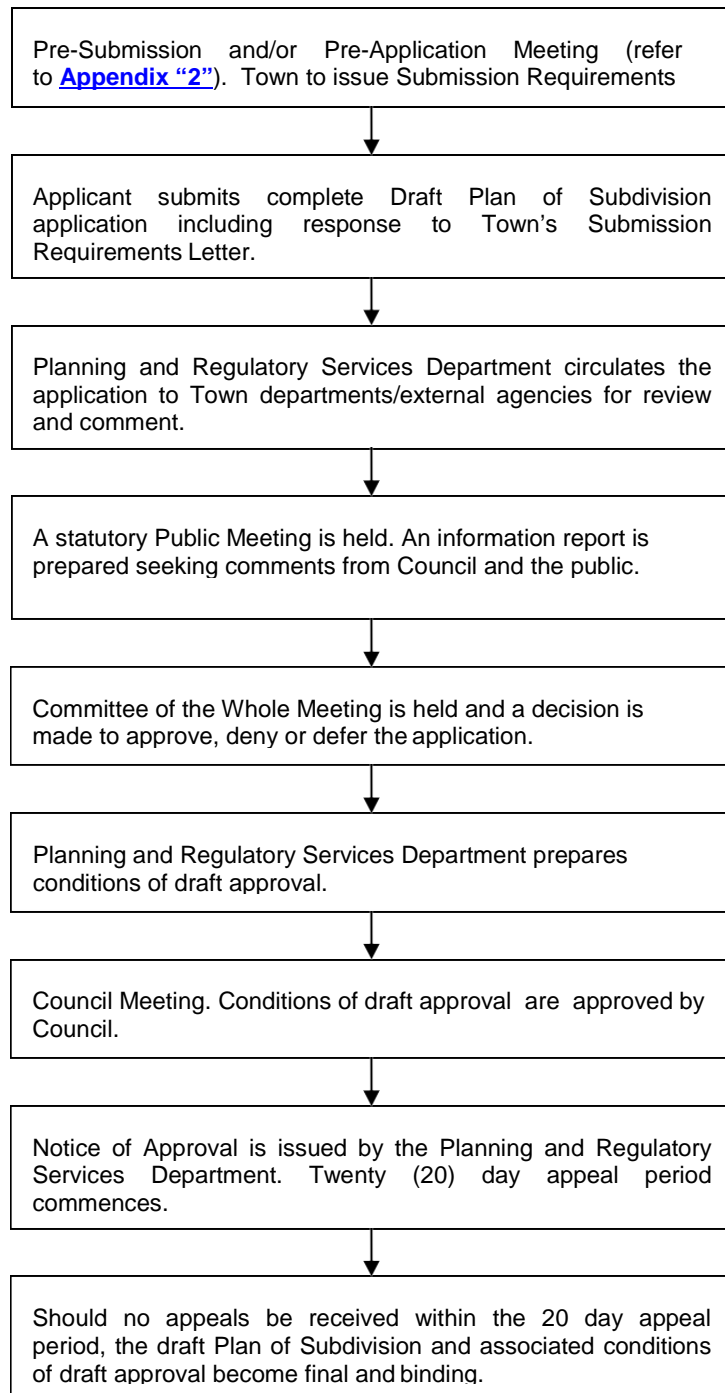 Pre-Submission and/or Pre-Application Meeting (refer
to Appendix “2”). Town to issue Submission Requirements
Applicant submits complete Draft Plan of Subdivision
application including response to Town’s Submission
Requirements Letter.
Planning and Regulatory Services Department circulates the
application to Town departments/external agencies for review
and comment.
A statutory Public Meeting is held. An information report is
prepared seeking comments from Council and the public.
Committee of the Whole Meeting is held and a decision is
made to approve, deny or defer the application.
Planning and Regulatory Services Department prepares
conditions of draft approval.
Council Meeting. Conditions of draft approval are approved by
Council.
Notice of Approval is issued by the Planning and Regulatory
Services Department. Twenty (20) day appeal period
commences.
Should no appeals be received within the 20 day appeal
period, the draft Plan of Subdivision and associated conditions
of draft approval become final and binding.